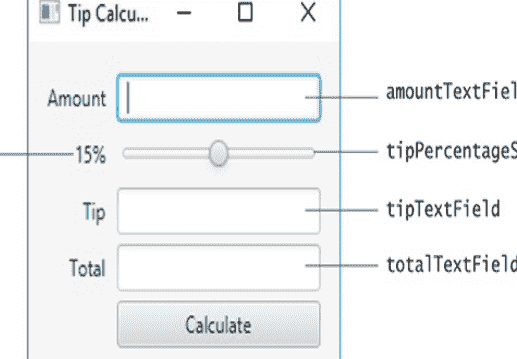 Tip Calcu...
Amount
amountTextFiel
15%
tipPercentageS
Tip
tipTextField
Total
totalTextField
Calculate